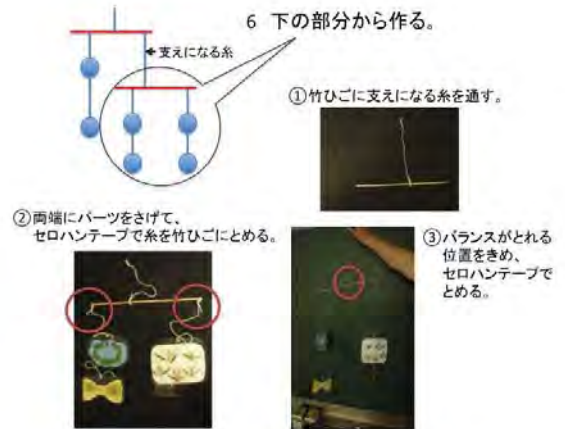 6 下の部分から作る。
支えになる糸
①竹ひごに支えになる糸を通す。
②両端にパーツをさげて、
セロハンテープで糸を竹ひごにとめる。
③バランスがとれる
位置をきめ、
セロハンテープで
とめる。